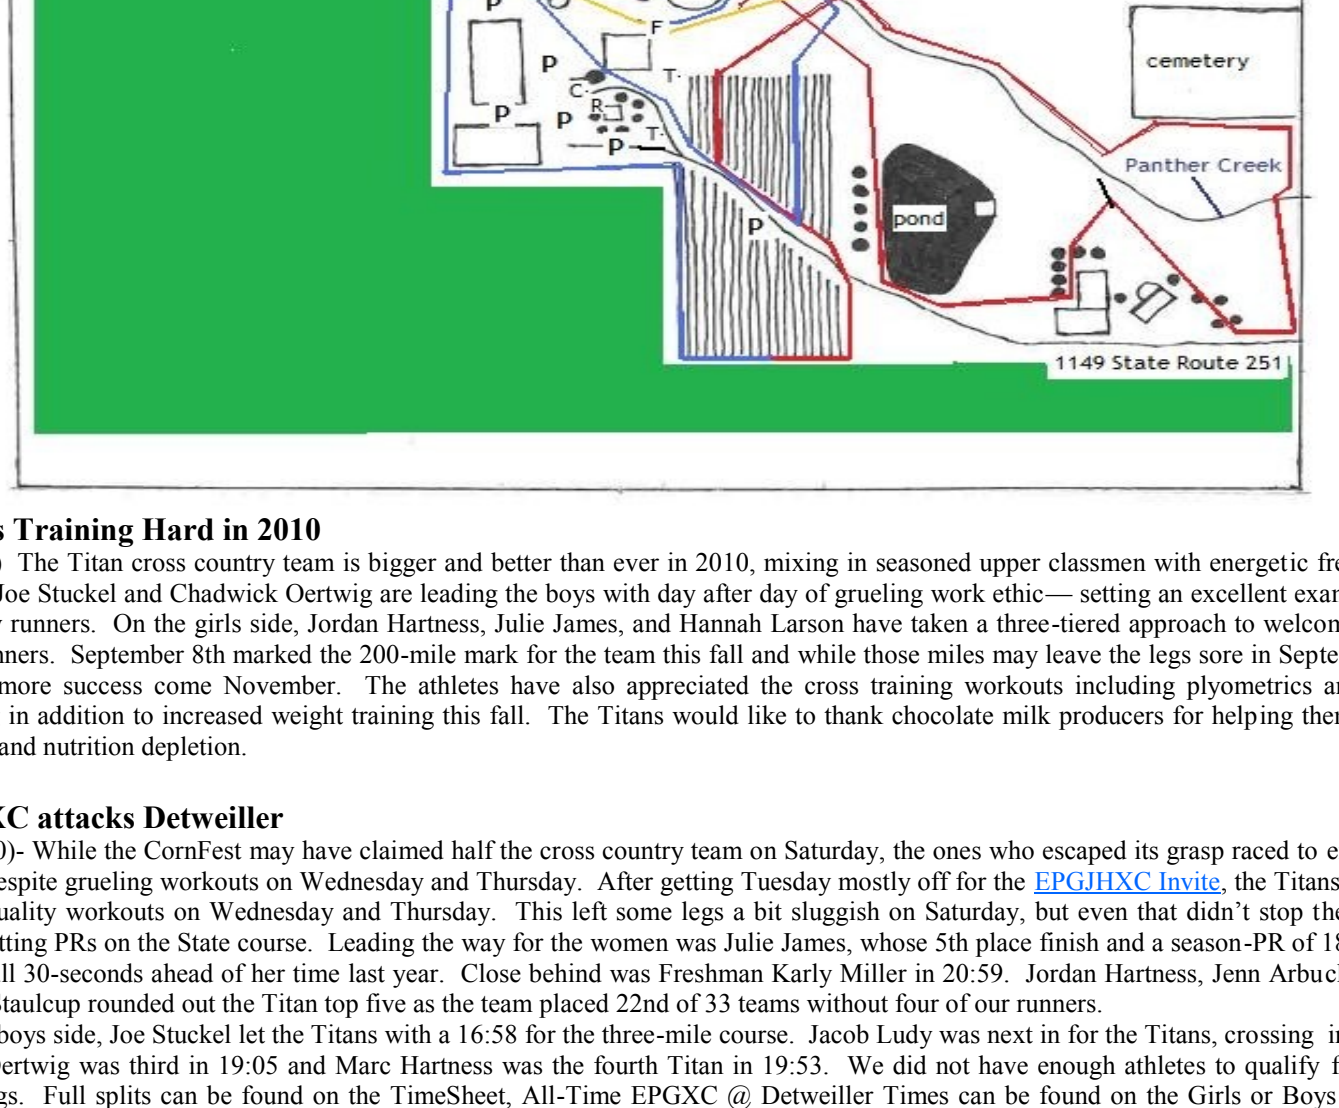 P
F
cemetery
P
T.
C.
R
P
P
T.
P
Panther Creek
pond
P
1149 State Route 251
s Training Hard in 2010
) The Titan cross country team is bigger and better than ever in 2010, mixing in seasoned upper classmen with energetic fre
Joe Stuckel and Chadwick Oertwig are leading the boys with day after day of grueling work ethic— setting an excellent exam
y runners. On the girls side, Jordan Hartness, Julie James, and Hannah Larson have taken a three-tiered approach to welcom
nners. September 8th marked the 200-mile mark for the team this fall and while those miles may leave the legs sore in Septe
more success come November. The athletes have also appreciated the cross training workouts including plyometrics a
in addition to increased weight training this fall. The Titans would like to thank chocolate milk producers for helping then
and nutrition depletion.
XC attacks Detweiller
0)- While the CornFest may have claimed half the cross country team on Saturday, the ones who escaped its grasp raced to e
espite grueling workouts on Wednesday and Thursday. After getting Tuesday mostly off for the EPGJHXC Invite, the Titans
uality workouts on Wednesday and Thursday. This left some legs a bit sluggish on Saturday, but even that didn’t stop the
tting PRs on the State course. Leading the way for the women was Julie James, whose 5th place finish and a season-PR of 18
ll 30-seconds ahead of her time last year. Close behind was Freshman Karly Miller in 20:59. Jordan Hartness, Jenn Arbuc
Staulcup rounded out the Titan top five as the team placed 22nd of 33 teams without four of our runners.
boys side, Joe Stuckel let the Titans with a 16:58 for the three-mile course. Jacob Ludy was next in for the Titans, crossing i
Oertwig was third in 19:05 and Marc Hartness was the fourth Titan in 19:53. We did not have enough athletes to qualify f
gs. Full splits can be found on the TimeSheet, All-Time EPGXC @ Detweiller Times can be found on the Girls or Boys